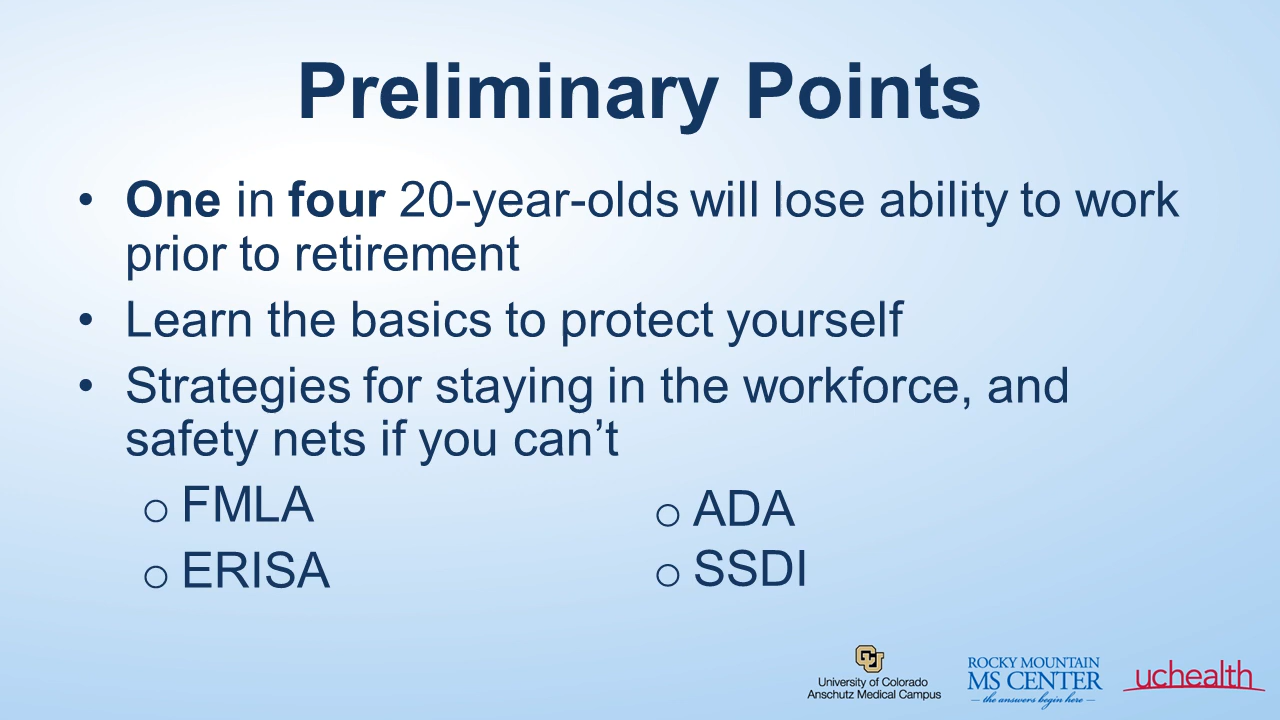 Preliminary Points
• One in four 20-year-olds will lose ability to work
prior to retirement
• Learn the basics to protect yourself
• Strategies for staying in the workforce, and
safety nets if you can’t
o FMLA
o ERISA
o ADA
o SSDI
CU
University of Colorado
Anschutz Medical Campus
ROCKY MOUNTAIN
MS CENTER
— the answers begin here —
uchealth